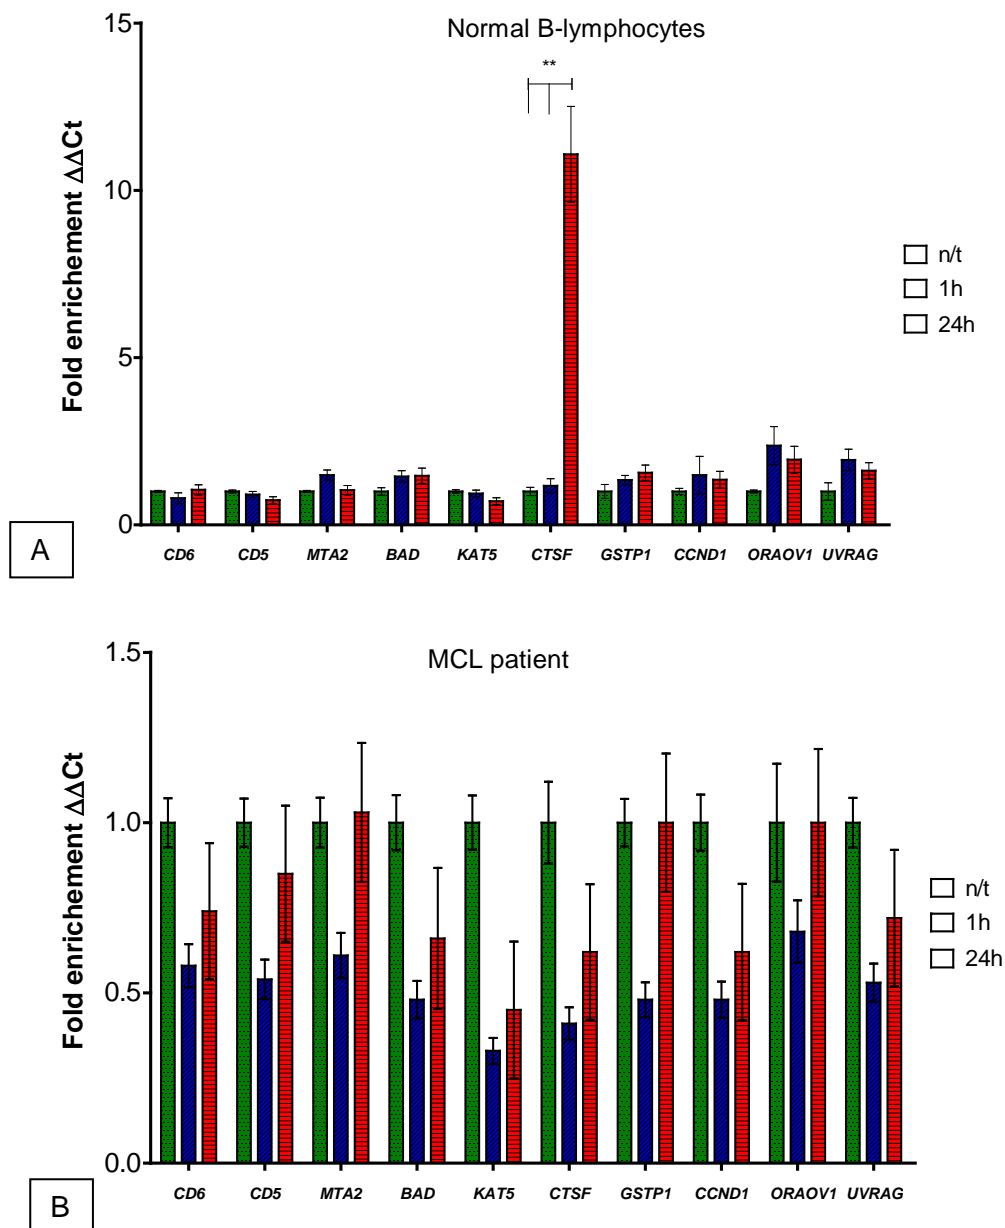 Normal B-lymphocytes
15
10
5
0
Fold enrichement ΔΔCt
**
n/t
1h
24h
CD6 CD5 MTA2 BAD KAT5 CTSF GSTP1 CCND1 ORAOV1 UVRAG
A
MCL patient
1.5
1.0
0.5
0.0
Fold enrichement ΔΔCt
n/t
1h
24h
CD6 CD5 MTA2 BAD KAT5 CTSF GSTP1 CCND1 ORAOV1 UVRAG
B